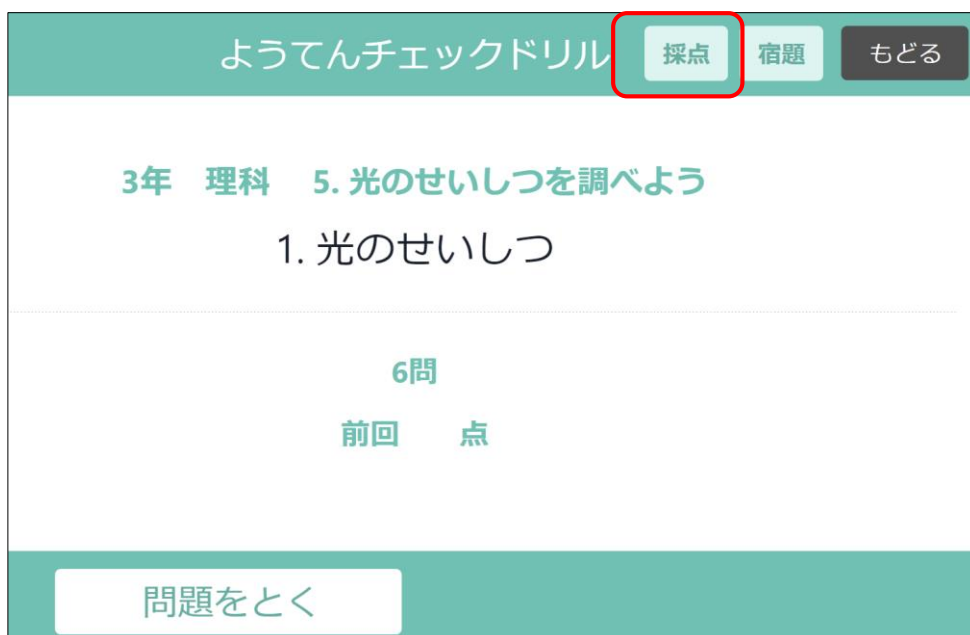 ようてんチェックドリル 採点 宿題 もどる
3年 理科 5. 光のせいしつを調べよう
1. 光のせいしつ
6問
前回 点
問題をとく